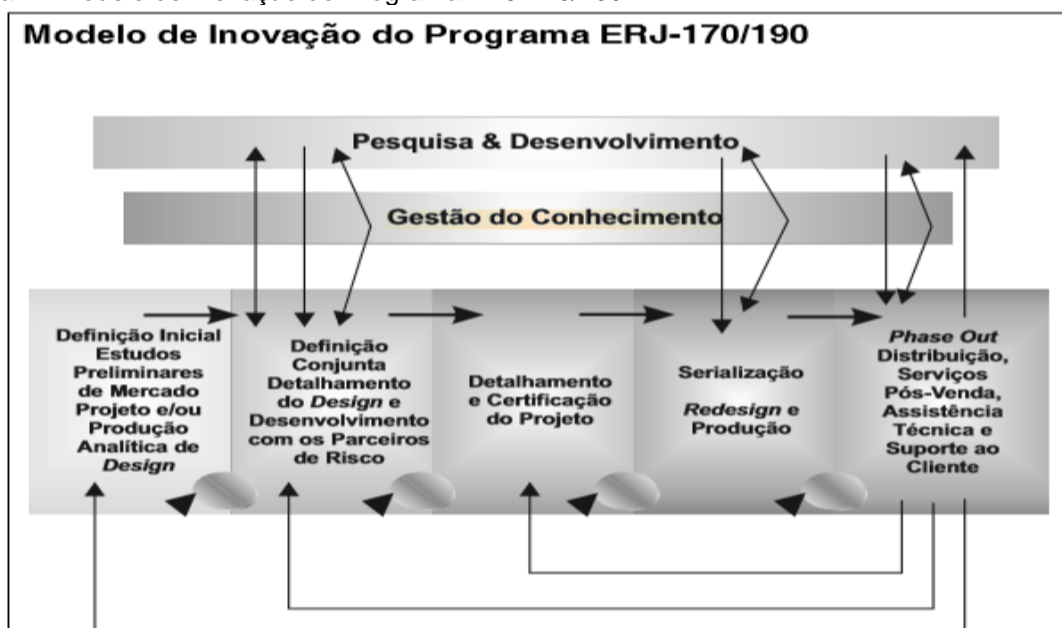 Modelo de Inovação do Programa ERJ-170/190
Pesquisa & Desenvolvimento
Gestão do Conhecimento
Definição Inicial
Estudos
Preliminares
de Mercado
Projeto e/ou
Produção
Analítica de
Design
Definição
Conjunta
Detalhamento
do Design e
Desenvolvimento
com os Parceiros
de Risco
Detalhamento
e Certificação
do Projeto
Serialização
Redesign e
Produção
Phase Out
Distribuição,
Serviços
Pós-Venda,
Assistência
Técnica e
Suporte ao
Cliente